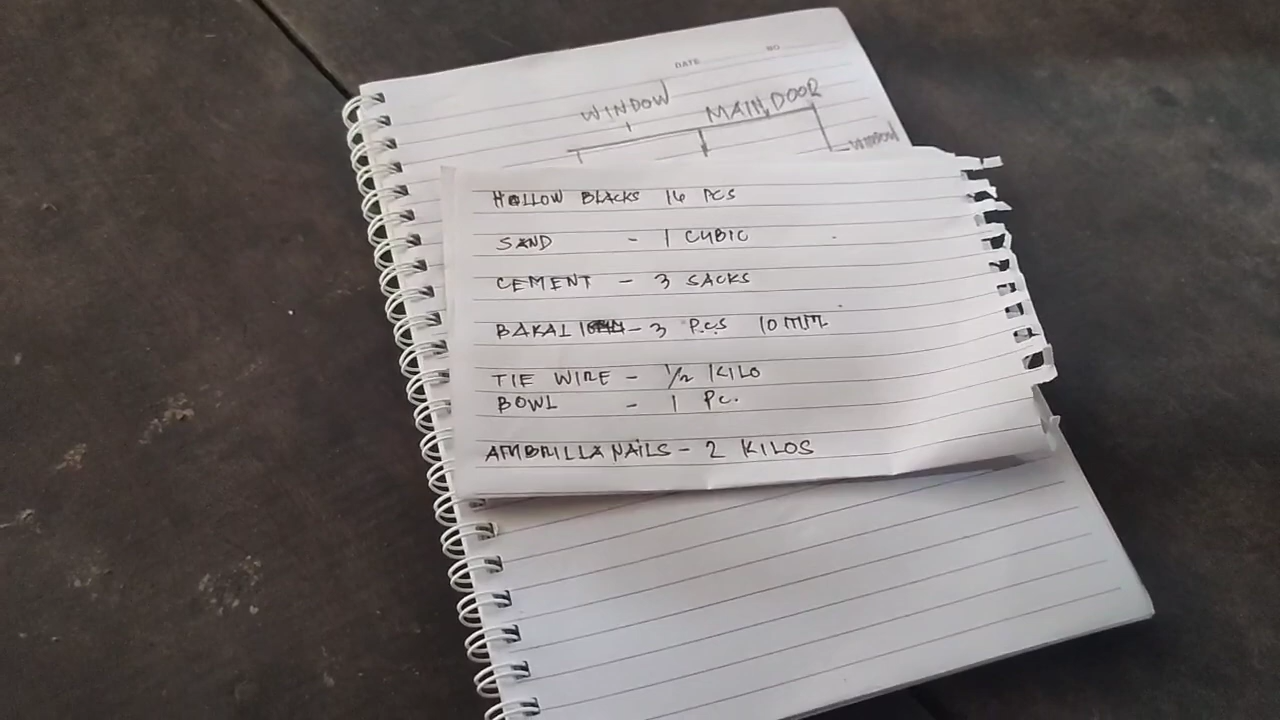 DATE NO
WINDOW MAIN DOOR
WINDOW
HOLLOW BLACKS 16 PCS
SAND - 1 CUBIC
CEMENT - 3 SACKS
BAKAL - 3 PCS 10 MM
TIE WIRE - 1/2 KILO
BOWL - 1 PC.
AMBRILLA NAILS - 2 KILOS